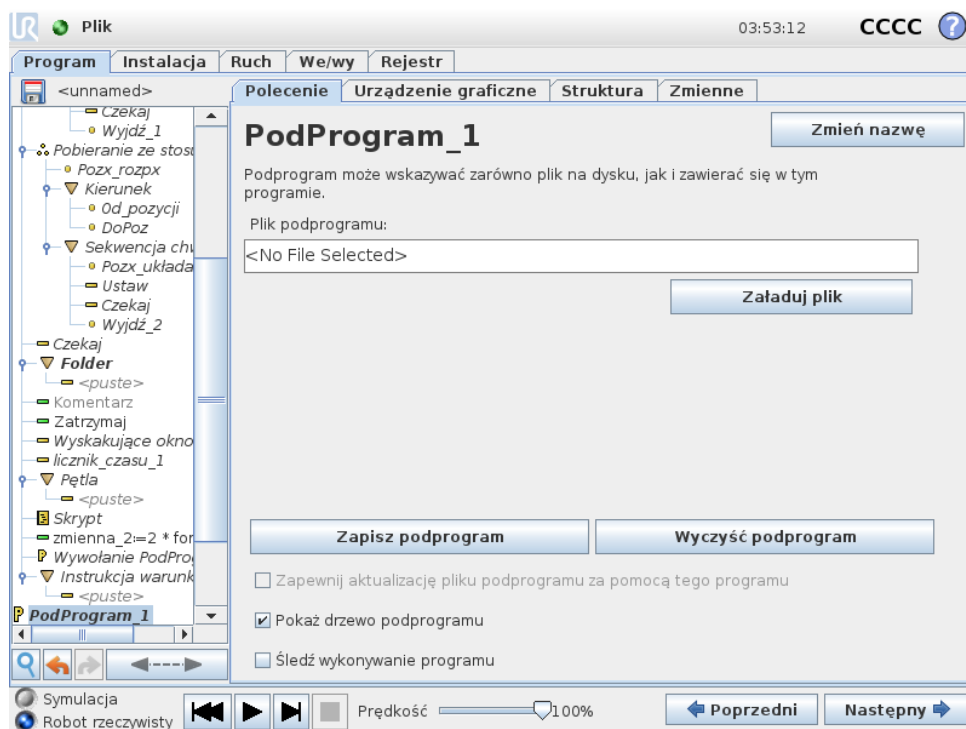 UR Plik 03:53:12 CCCC ?
Program Instalacja Ruch We/wy Rejestr
<unnamed>
Polecenie Urządzenie graficzne Struktura Zmienne
Czekaj
Wyjdź_1
Pobieranie ze stosu
Pozx_rozpx
Kierunek
Od_pozycji
DoPoz
Sekwencja chw
Pozx_układa
Ustaw
Czekaj
Wyjdź_2
Czekaj
Folder
<puste>
Komentarz
Zatrzymaj
Wyskakujące okno
licznik_czasu_1
Pętla
<puste>
Skrypt
zmienna_2:=2 * for
P Wywołanie PodPro
Instrukcja warunk
<puste>
P PodProgram_1
PodProgram_1
Zmień nazwę
Podprogram może wskazywać zarówno plik na dysku, jak i zawierać się w tym
programie.
Plik podprogramu:
<No File Selected>
Załaduj plik
Zapisz podprogram Wyczyść podprogram
Zapewnij aktualizację pliku podprogramu za pomocą tego programu
Pokaż drzewo podprogramu
Śledź wykonywanie programu
Symulacja
Robot rzeczywisty
Prędkość 100%
Poprzedni Następny